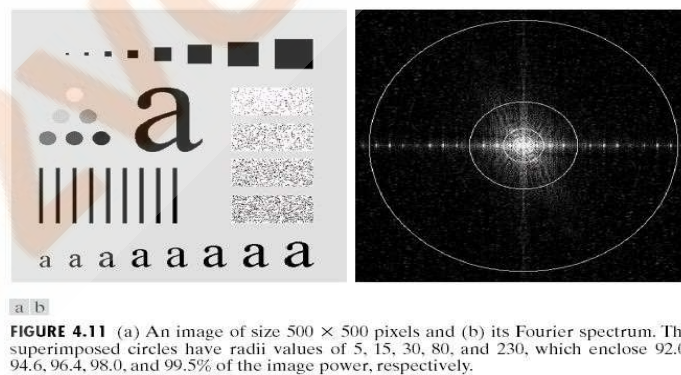 a
a a a a a a a a
a b
FIGURE 4.11 (a) An image of size 500 × 500 pixels and (b) its Fourier spectrum. Th
superimposed circles have radii values of 5, 15, 30, 80, and 230, which enclose 92.
94.6, 96.4, 98.0, and 99.5% of the image power, respectively.